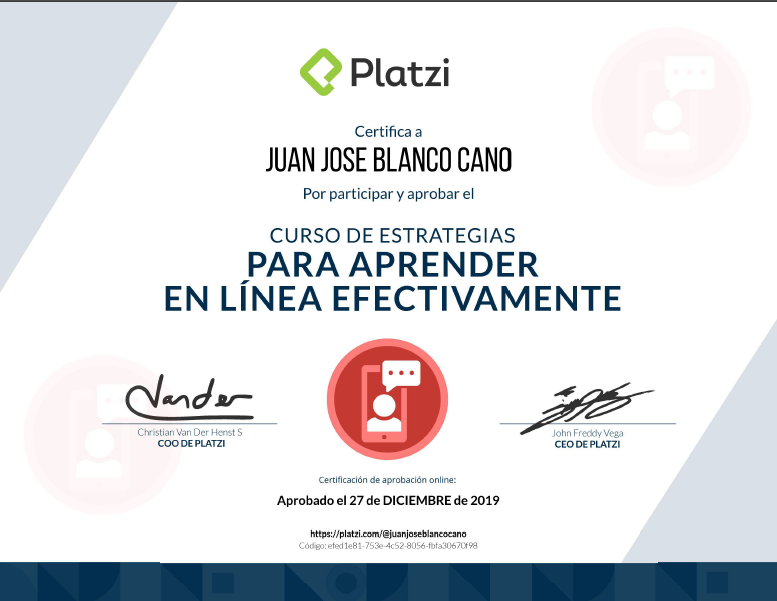 Platzi
Certifica a
JUAN JOSE BLANCO CANO
Por participar y aprobar el
CURSO DE ESTRATEGIAS
PARA APRENDER
EN LÍNEA EFECTIVAMENTE
Vander
Christian Van Der Henst S
COO DE PLATZI
John Freddy Vega
CEO DE PLATZI
Certificación de aprobación online:
Aprobado el 27 de DICIEMBRE de 2019
https://platzi.com/@juanjoseblancocano
Código: efed1e81-753e-4c52-8056-fbfa30670f98